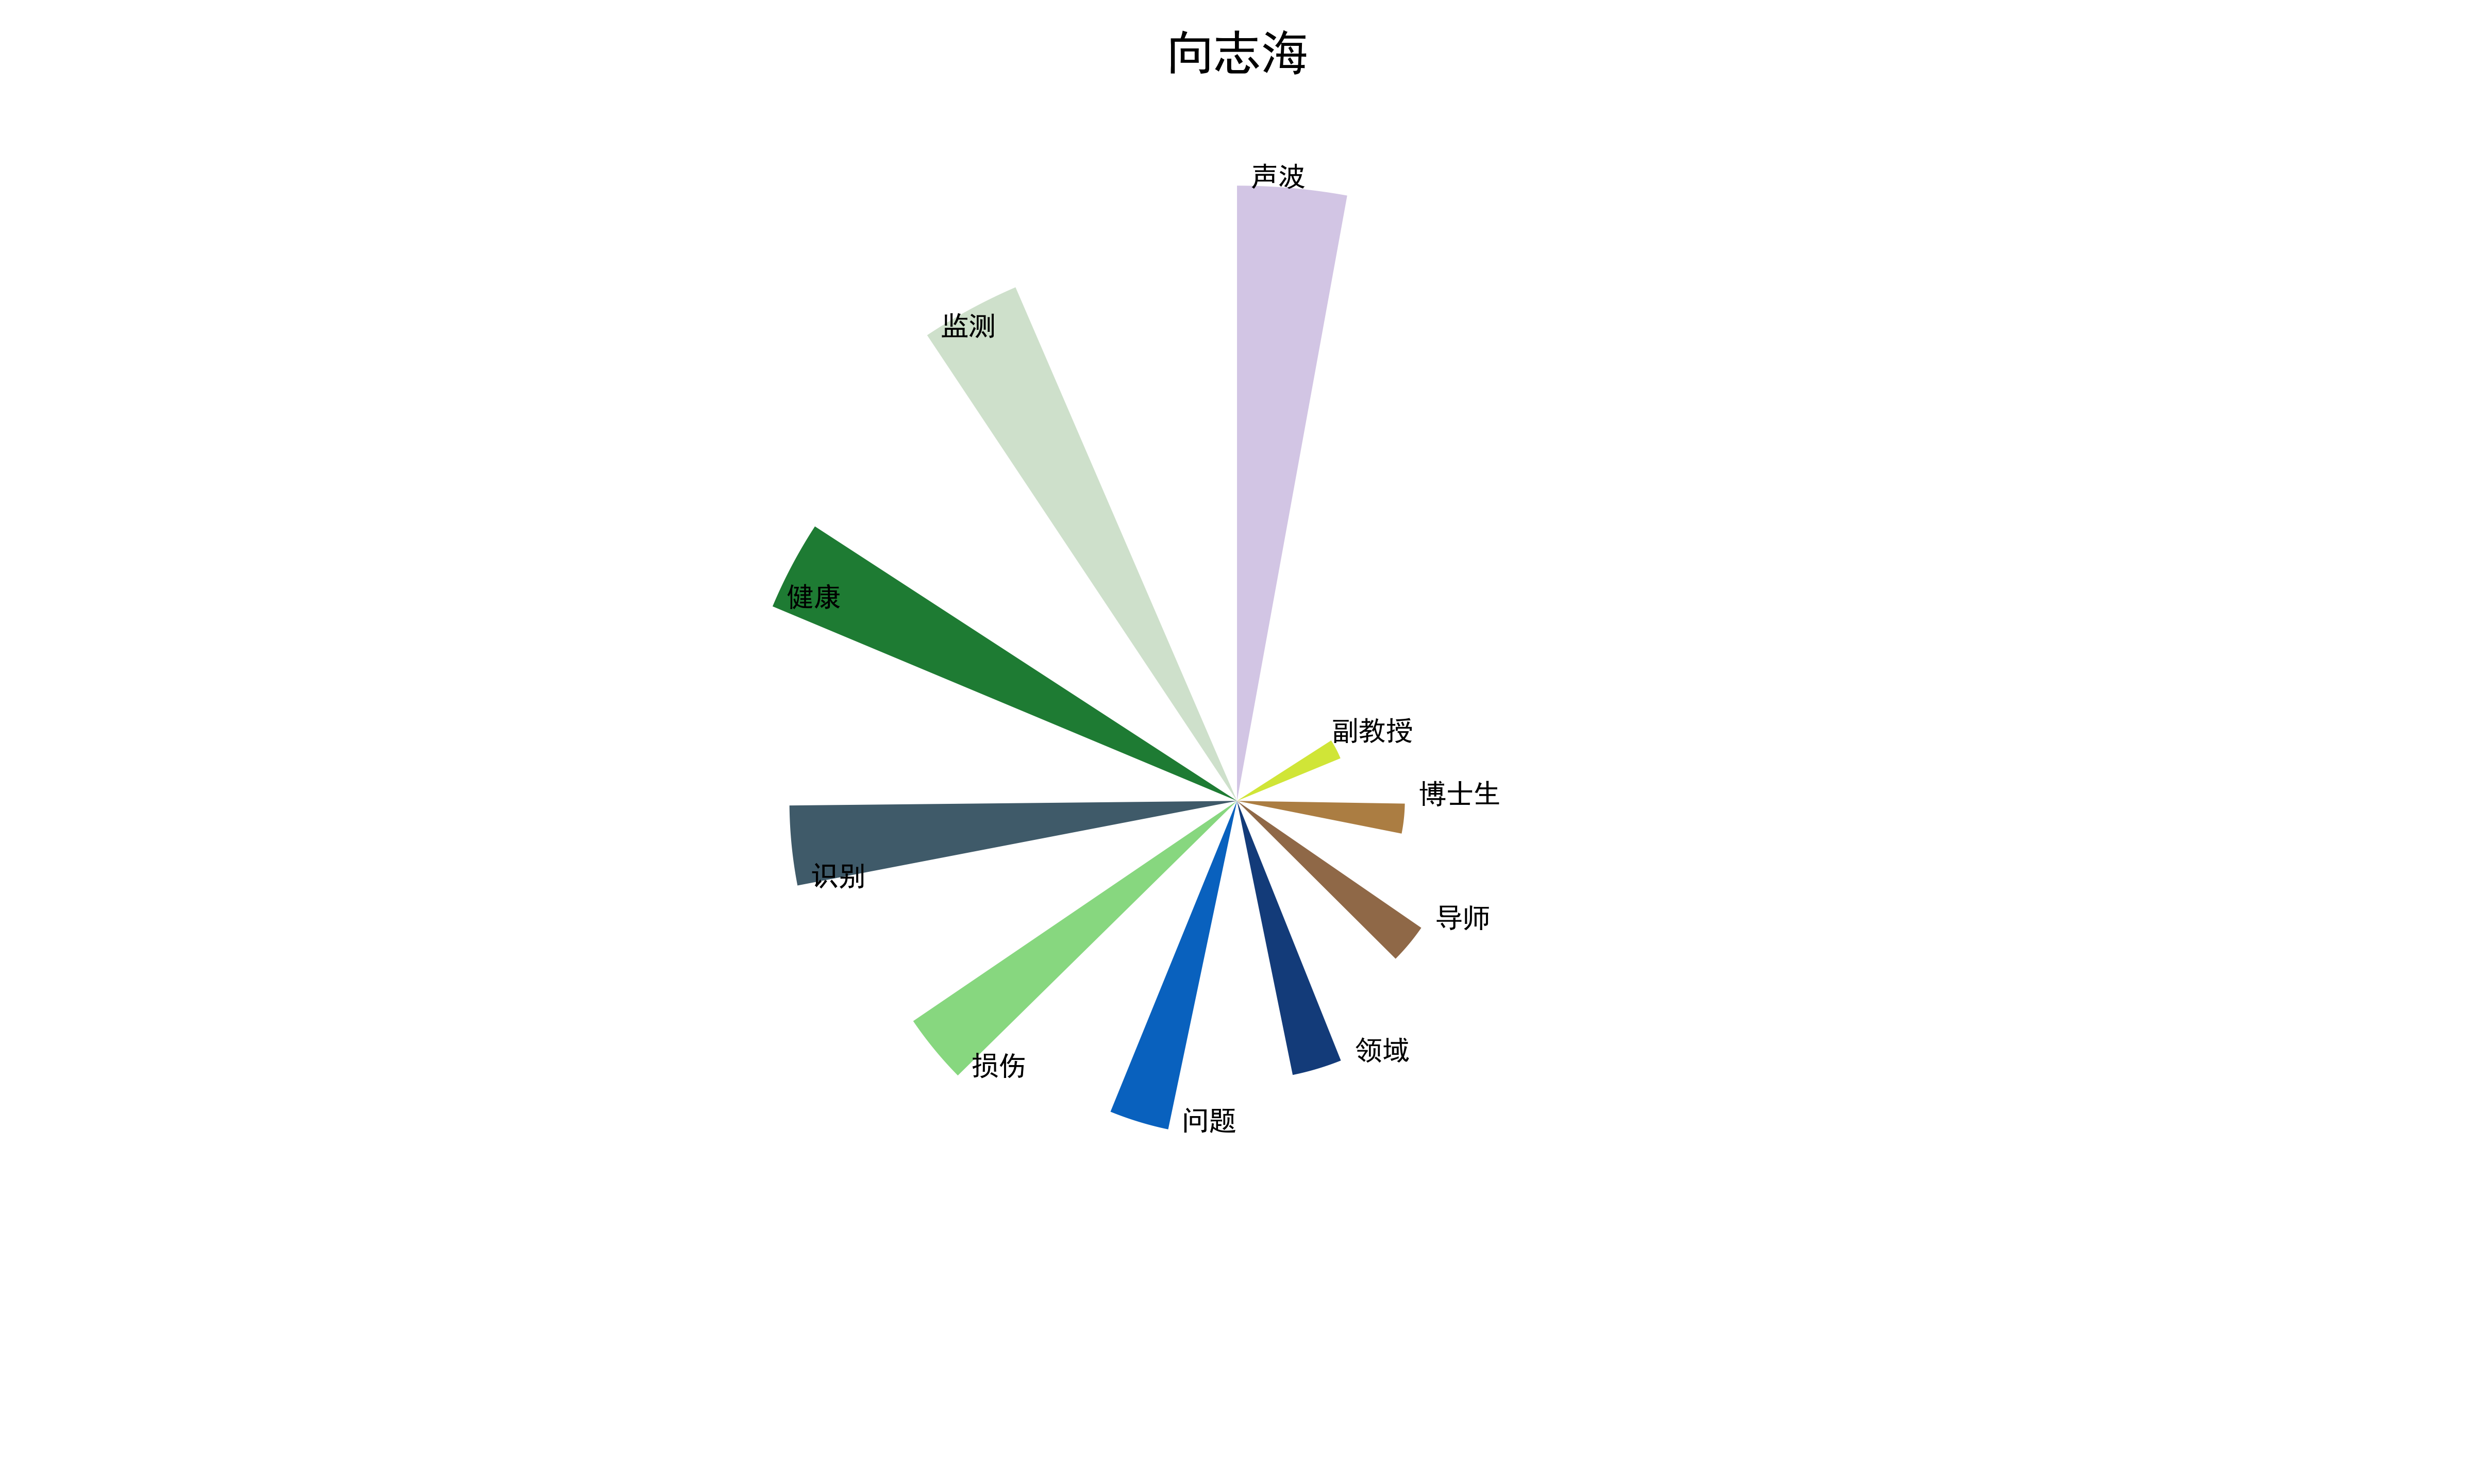 向志海
声波
监测
健康
副教授
博士生
识别
导师
领域
损伤
问题